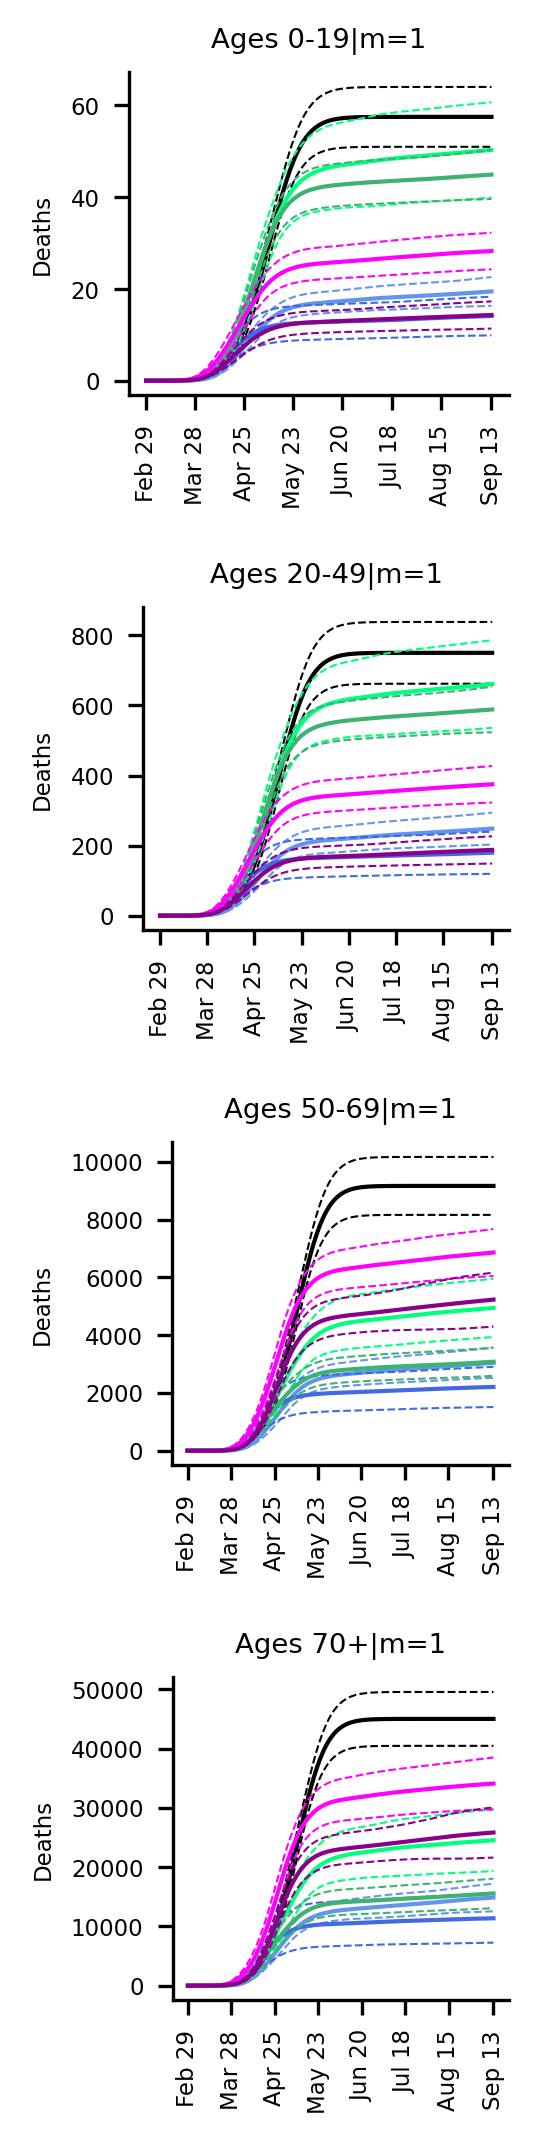 Ages 0-19|m=1
60
40
20
0
Deaths
Feb 29
Mar 28
Apr 25
May 23
Jun 20
Jul 18
Aug 15
Sep 13
Ages 20-49|m=1
800
600
400
200
0
Deaths
Feb 29
Mar 28
Apr 25
May 23
Jun 20
Jul 18
Aug 15
Sep 13
Ages 50-69|m=1
10000
8000
6000
4000
2000
0
Deaths
Feb 29
Mar 28
Apr 25
May 23
Jun 20
Jul 18
Aug 15
Sep 13
Ages 70+|m=1
50000
40000
30000
20000
10000
0
Deaths
Feb 29
Mar 28
Apr 25
May 23
Jun 20
Jul 18
Aug 15
Sep 13